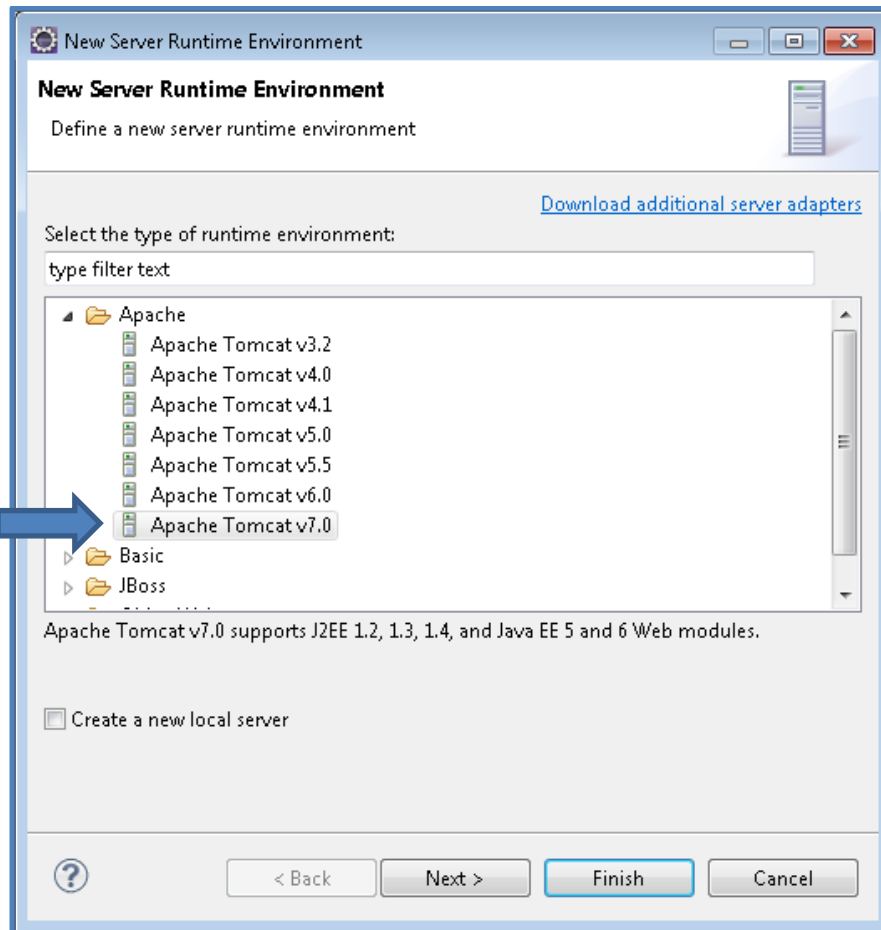 New Server Runtime Environment
New Server Runtime Environment
Define a new server runtime environment
Download additional server adapters
Select the type of runtime environment:
type filter text
Apache
Apache Tomcat v3.2
Apache Tomcat v4.0
Apache Tomcat v4.1
Apache Tomcat v5.0
Apache Tomcat v5.5
Apache Tomcat v6.0
Apache Tomcat v7.0
Basic
JBoss
Apache Tomcat v7.0 supports J2EE 1.2, 1.3, 1.4, and Java EE 5 and 6 Web modules.
Create a new local server
? < Back Next > Finish Cancel